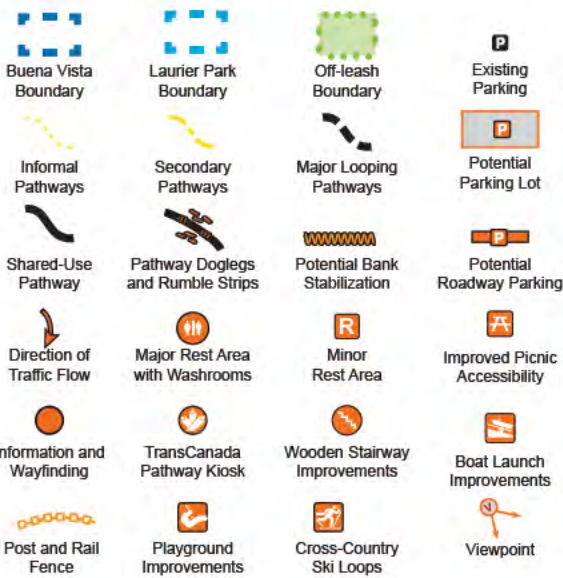 Buena Vista
Boundary
Laurier Park
Boundary
Off-leash
Boundary
P
Existing
Parking
Informal
Pathways
Secondary
Pathways
Major Looping
Pathways
P
Potential
Parking Lot
Shared-Use
Pathway
Pathway Doglegs
and Rumble Strips
Potential Bank
Stabilization
P
Potential
Roadway Parking
Direction of
Traffic Flow
Major Rest Area
with Washrooms
R
Minor
Rest Area
Improved Picnic
Accessibility
Information and
Wayfinding
TransCanada
Pathway Kiosk
Wooden Stairway
Improvements
Boat Launch
Improvements
Post and Rail
Fence
Playground
Improvements
Cross-Country
Ski Loops
V
Viewpoint